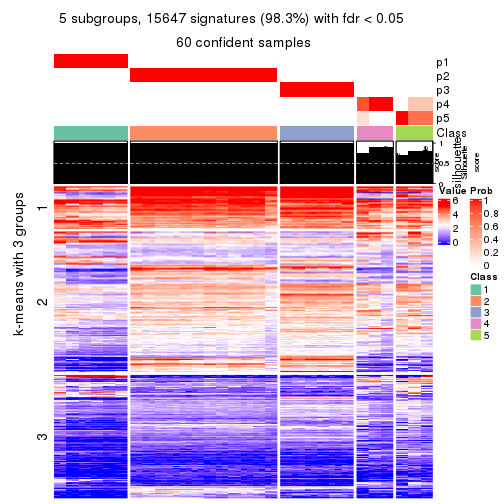 5 subgroups, 15647 signatures (98.3%) with fdr < 0.05
60 confident samples
p1
p2
p3
p4
p5
Class
1
0.5
0
silhouette
silhouette
score
score
k-means with 3 groups
1
2
3
Value
6
4
2
0
Prob
1
0.8
0.6
0.4
0.2
0
Class
1
2
3
4
5